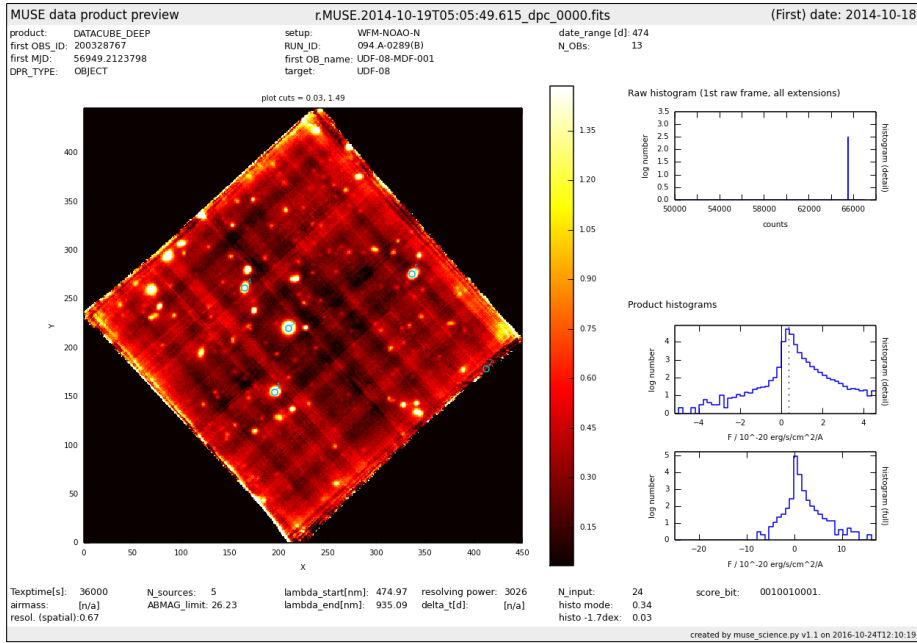 MUSE data product preview r.MUSE.2014-10-19T05:05:49.615_dpc_0000.fits (First) date: 2014-10-18
product: DATACUBE_DEEP setup: WFM-NOAO-N date_range [d]: 474
first OBS_ID: 200328767 RUN_ID: 094.A-0289(B) N_OBs: 13
first MJD: 56949.2123798 first OB_name: UDF-08-MDF-001
DPR_TYPE: OBJECT target: UDF-08
plot cuts = 0.03, 1.49
400
350
300
250
200
150
100
50
0
Y
0 50 100 150 200 250 300 350 400 450
X
1.35
1.20
1.05
0.90
0.75
0.60
0.45
0.30
0.15
Raw histogram (1st raw frame, all extensions)
3.5
3.0
2.5
2.0
1.5
1.0
0.5
0.0
log number
histogram (detail)
50000 54000 58000 62000 66000
counts
Product histograms
4
3
2
1
0
log number
histogram (detail)
−4 −2 0 2 4
F / 10^-20 erg/s/cm^2/A
5
4
3
2
1
0
log number
histogram (full)
−20 −10 0 10
F / 10^-20 erg/s/cm^2/A
Texptime[s]: 36000 N_sources: 5 lambda_start[nm]: 474.97 resolving power: 3026 N_input: 24 score_bit: 0010010001.
airmass: [n/a] ABMAG_limit: 26.23 lambda_end[nm]: 935.09 delta_t[d]: [n/a] histo mode: 0.34
resol. (spatial):0.67 histo -1.7dex: 0.03
created by muse_science.py v1.1 on 2016-10-24T12:10:19